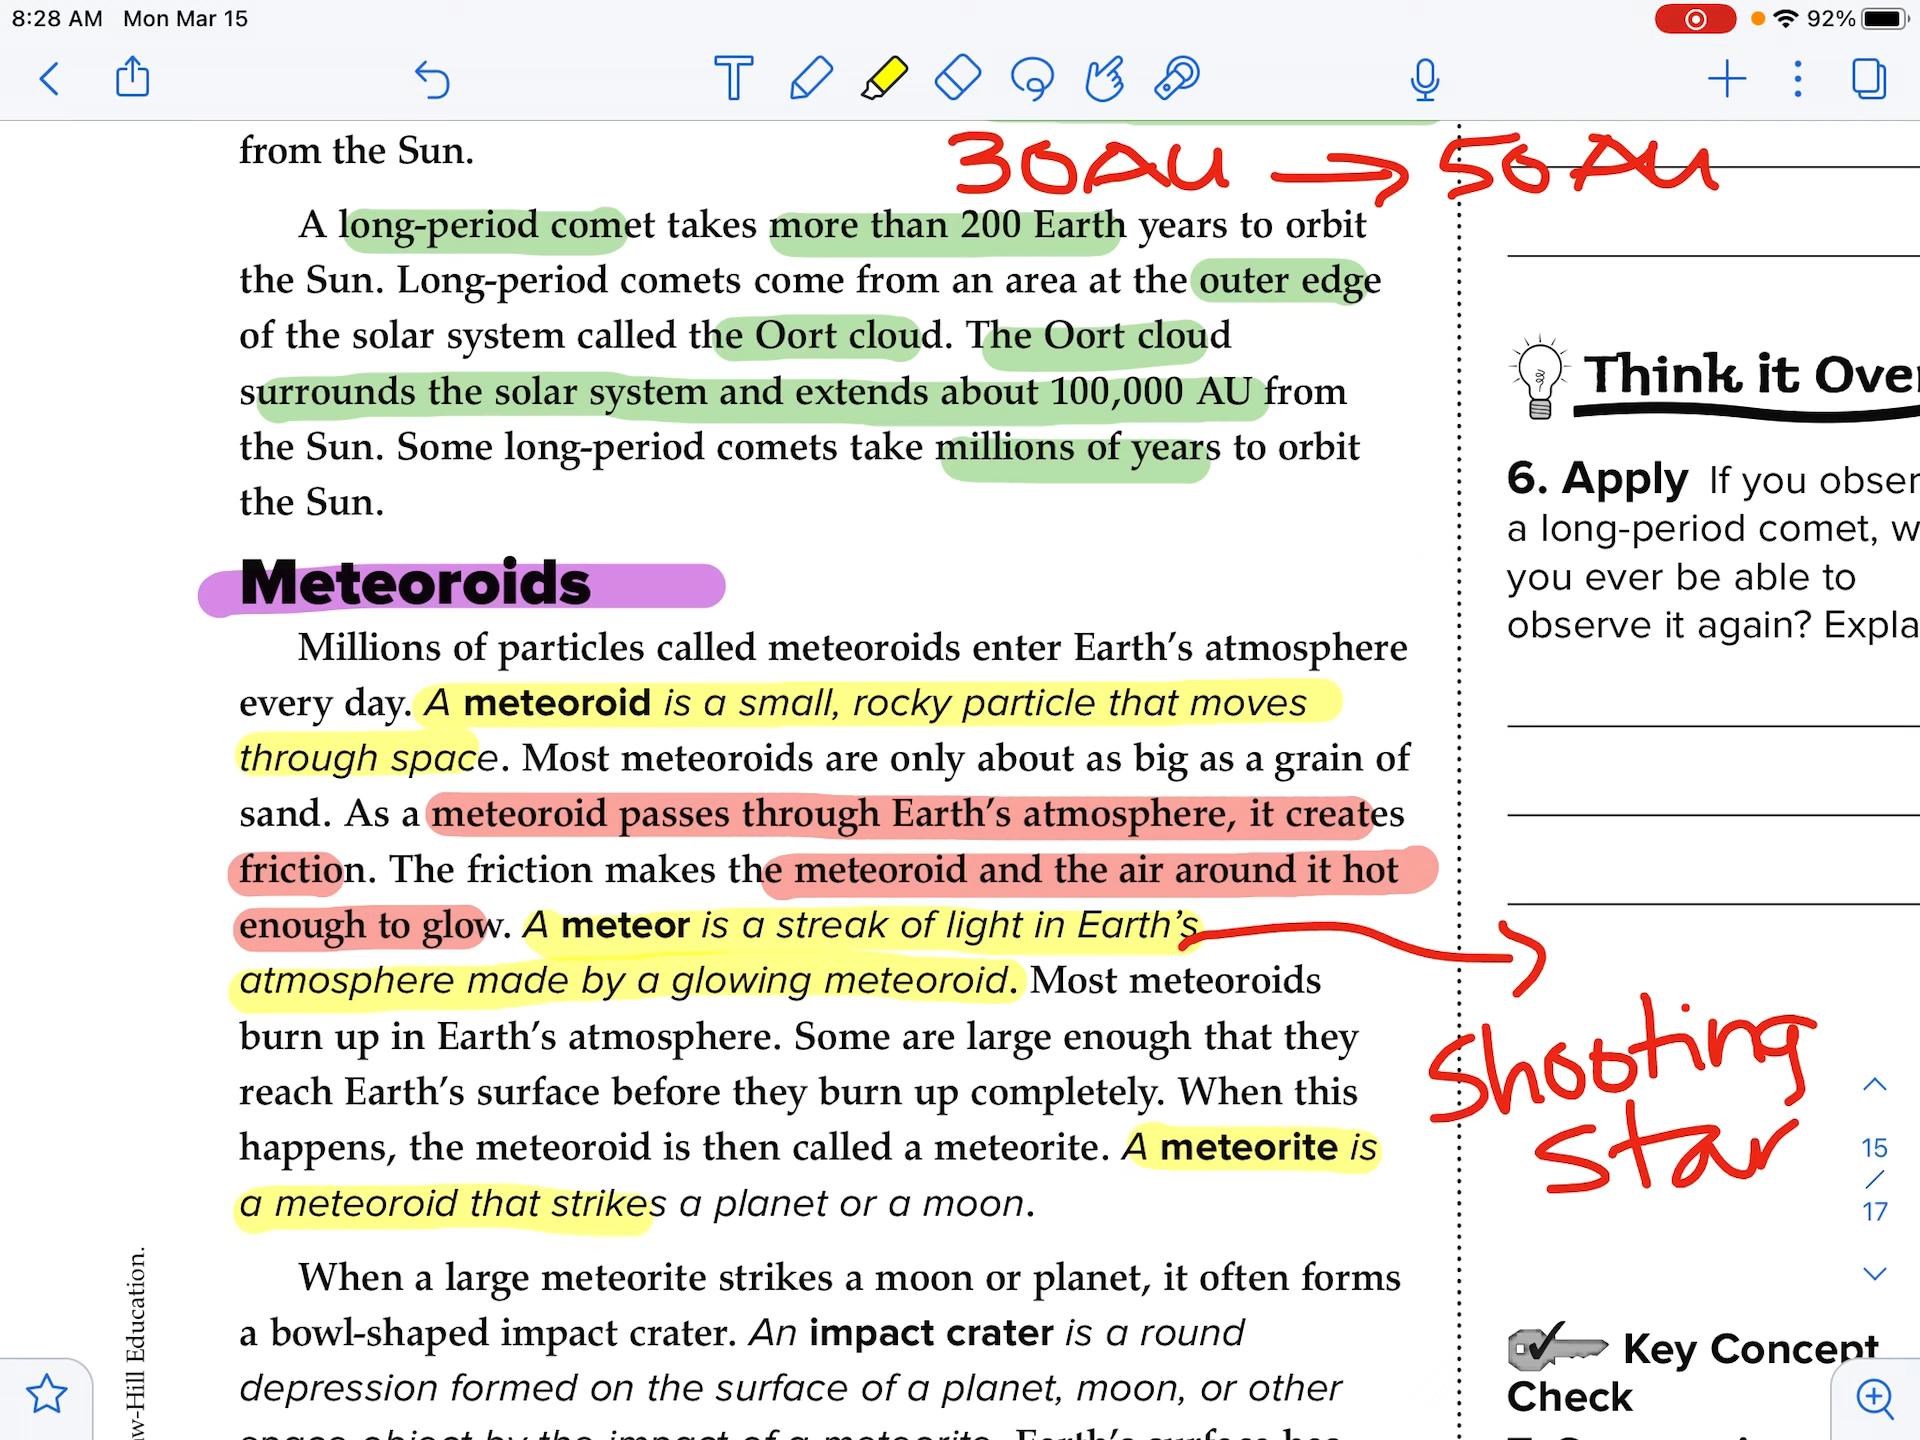 8:28 AM Mon Mar 15
92%
from the Sun.
30AU → 50AU
A long-period comet takes more than 200 Earth years to orbit
the Sun. Long-period comets come from an area at the outer edge
of the solar system called the Oort cloud. The Oort cloud
surrounds the solar system and extends about 100,000 AU from
the Sun. Some long-period comets take millions of years to orbit
the Sun.
Meteoroids
Millions of particles called meteoroids enter Earth's atmosphere
every day. A meteoroid is a small, rocky particle that moves
through space. Most meteoroids are only about as big as a grain of
sand. As a meteoroid passes through Earth's atmosphere, it creates
friction. The friction makes the meteoroid and the air around it hot
enough to glow. A meteor is a streak of light in Earth's
atmosphere made by a glowing meteoroid. Most meteoroids
burn up in Earth's atmosphere. Some are large enough that they
reach Earth's surface before they burn up completely. When this
happens, the meteoroid is then called a meteorite. A meteorite is
a meteoroid that strikes a planet or a moon.
When a large meteorite strikes a moon or planet, it often forms
a bowl-shaped impact crater. An impact crater is a round
depression formed on the surface of a planet, moon, or other
space object by the impact of a meteorite. Earth's surface has
w-Hill Education.
Think it Over
6. Apply If you obser
a long-period comet, w
you ever be able to
observe it again? Expla
shooting
star
15
/
17
Key Concept
Check